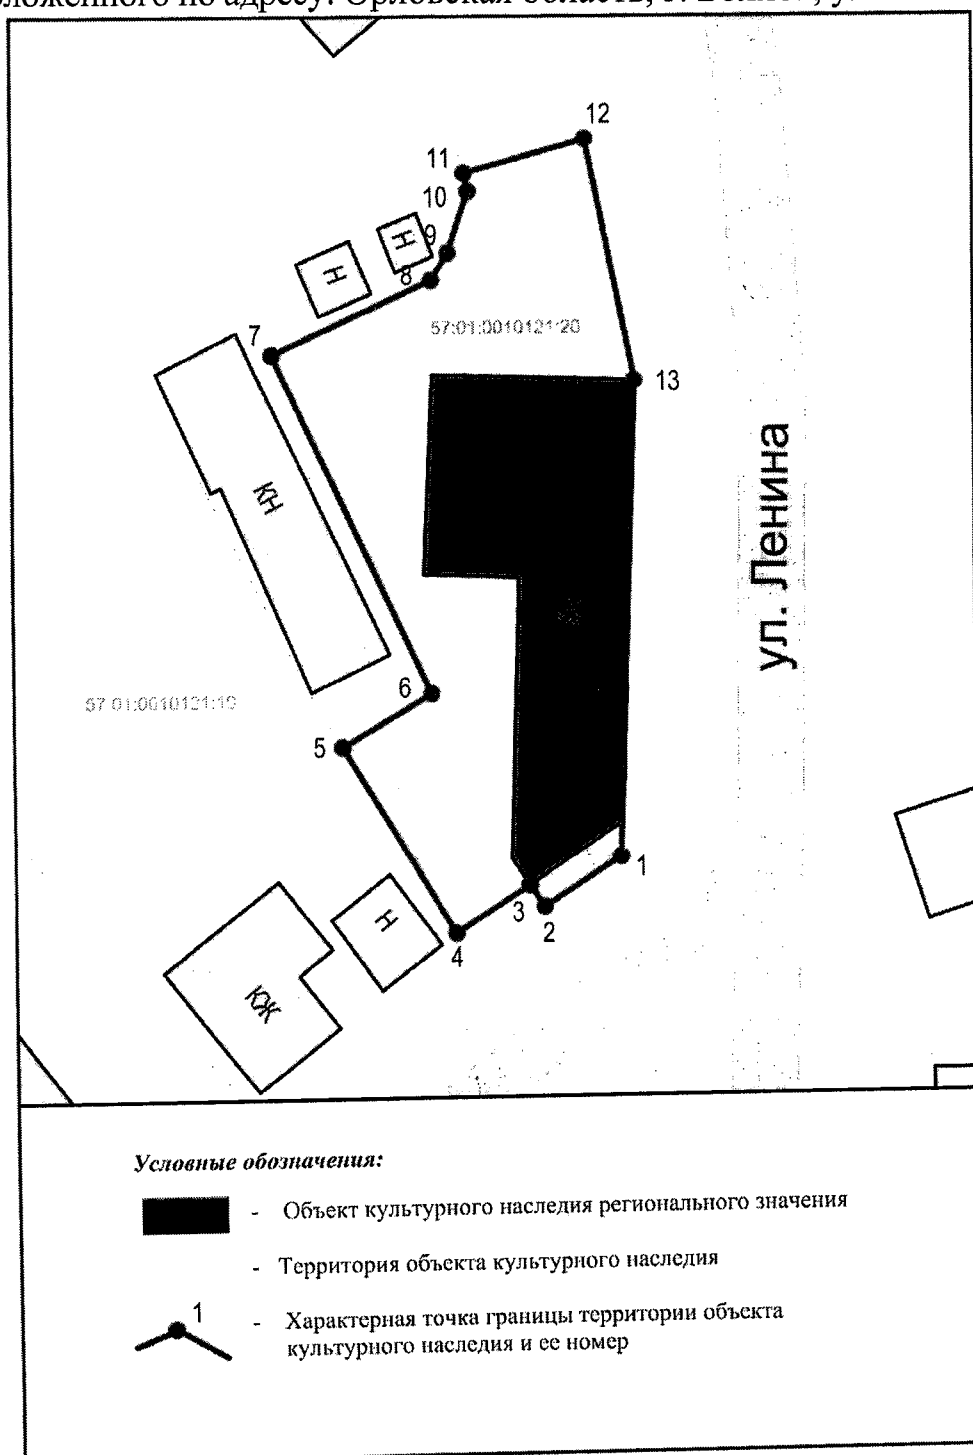 по адресу: Орловская область, г.
12
11
10
9
Н
Н
8
7
57:01:0010121:20
13
КН
ул. Ленина
6
57:01:0010121:19
5
1
3
2
4
Н
КЖ
Условные обозначения:
- Объект культурного наследия регионального значения
- Территория объекта культурного наследия
1
- Характерная точка границы территории объекта
культурного наследия и ее номер